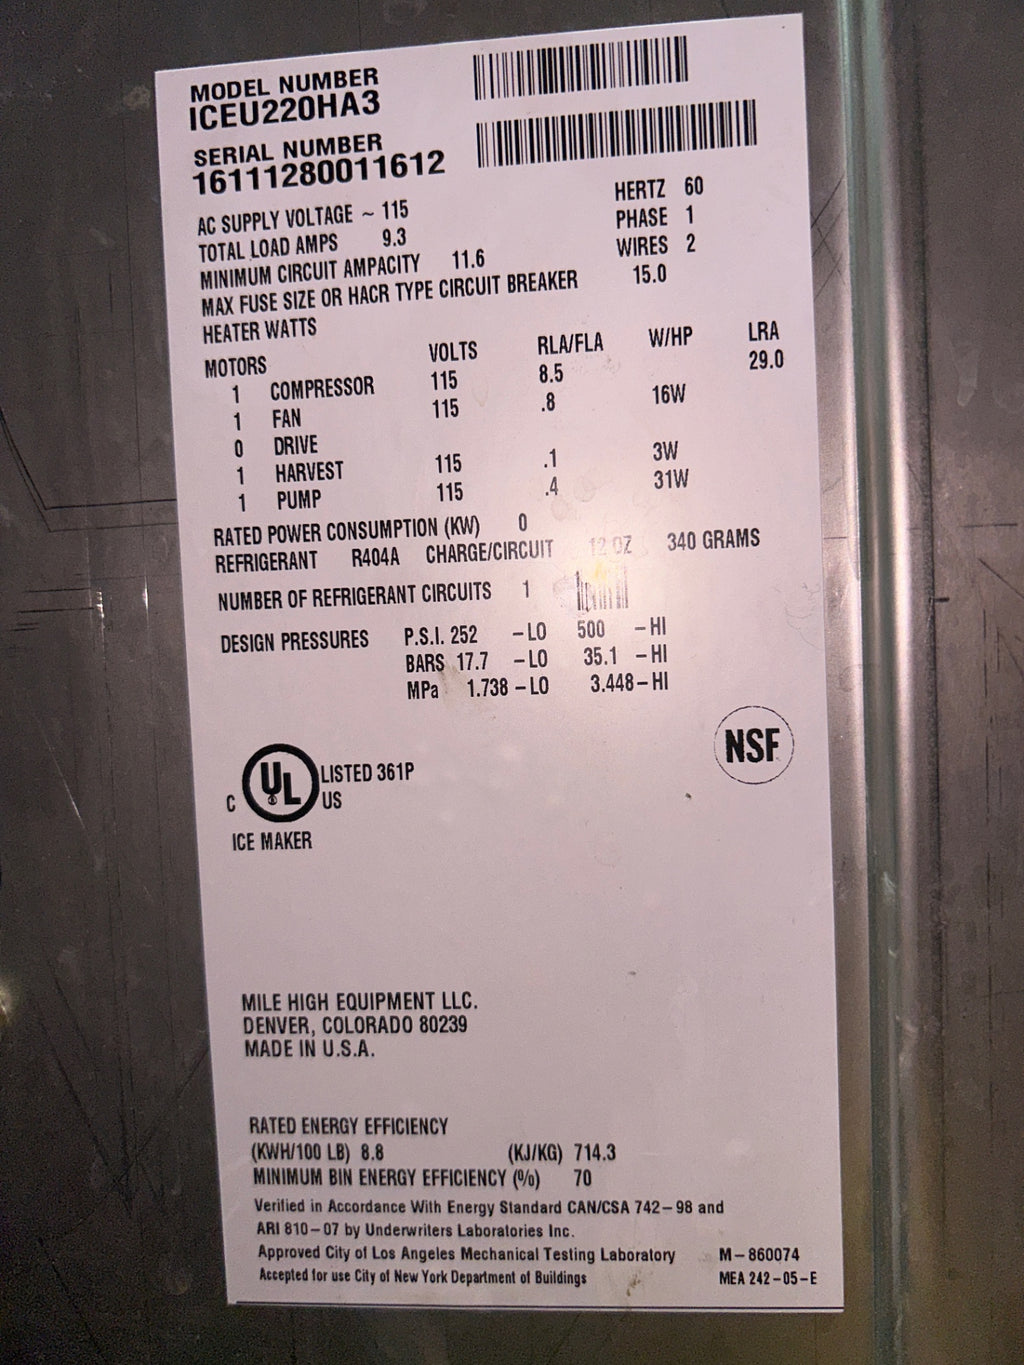 MODEL NUMBER
ICEU220HA3
SERIAL NUMBER
16111280011612
AC SUPPLY VOLTAGE ~ 115 HERTZ 60
TOTAL LOAD AMPS 9.3 PHASE 1
MINIMUM CIRCUIT AMPACITY 11.6 WIRES 2
MAX FUSE SIZE OR HACR TYPE CIRCUIT BREAKER 15.0
HEATER WATTS
MOTORS VOLTS RLA/FLA W/HP LRA
1 COMPRESSOR 115 8.5 29.0
1 FAN 115 .8 16W
0 DRIVE
1 HARVEST 115 .1 3W
1 PUMP 115 .4 31W
RATED POWER CONSUMPTION (KW) 0
REFRIGERANT R404A CHARGE/CIRCUIT 12 OZ 340 GRAMS
NUMBER OF REFRIGERANT CIRCUITS 1
DESIGN PRESSURES P.S.I. 252 -LO 500 -HI
BARS 17.7 -LO 35.1 -HI
MPa 1.738 -LO 3.448-HI
NSF
C UL LISTED 361P
US
ICE MAKER
MILE HIGH EQUIPMENT LLC.
DENVER, COLORADO 80239
MADE IN U.S.A.
RATED ENERGY EFFICIENCY
(KWH/100 LB) 8.8 (KJ/KG) 714.3
MINIMUM BIN ENERGY EFFICIENCY (%) 70
Verified in Accordance With Energy Standard CAN/CSA 742-98 and
ARI 810-07 by Underwriters Laboratories Inc.
Approved City of Los Angeles Mechanical Testing Laboratory M-860074
Accepted for use City of New York Department of Buildings MEA 242-05-E